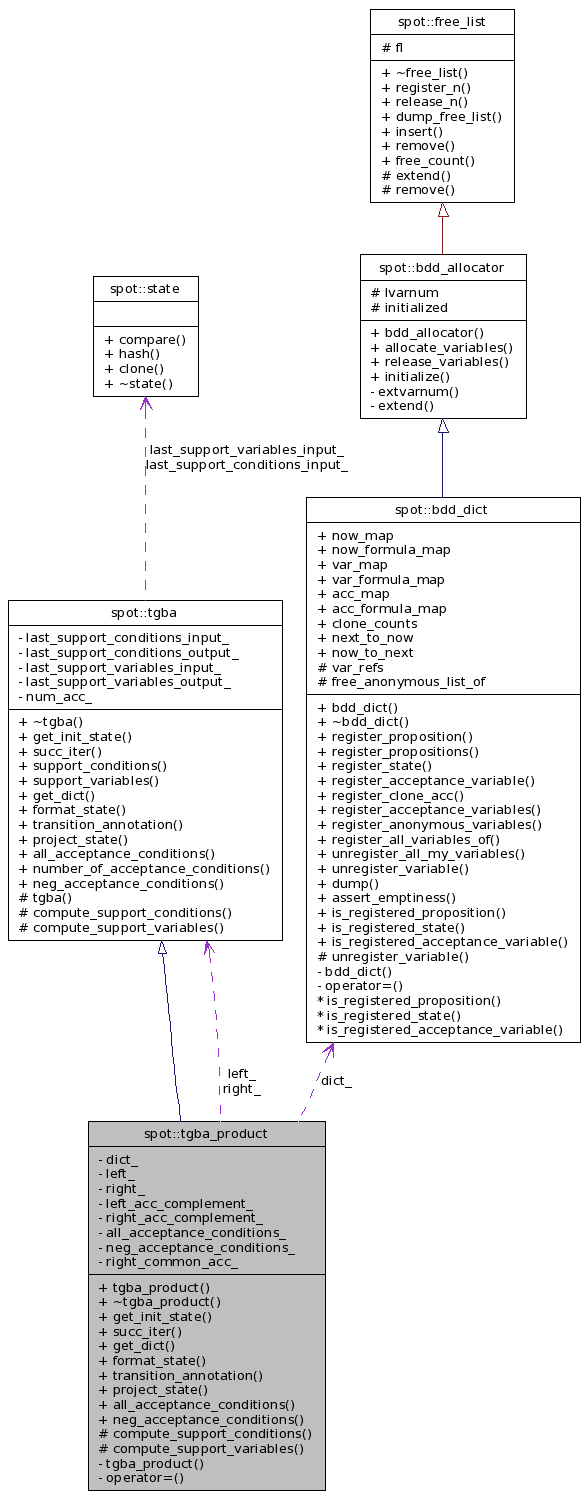 spot::free_list
# fl
+ ~free_list()
+ register_n()
+ release_n()
+ dump_free_list()
+ insert()
+ remove()
+ free_count()
# extend()
# remove()
spot::bdd_allocator
# lvarnum
# initialized
+ bdd_allocator()
+ allocate_variables()
+ release_variables()
+ initialize()
- extvarnum()
- extend()
spot::state
+ compare()
+ hash()
+ clone()
+ ~state()
last_support_variables_input_
last_support_conditions_input_
spot::bdd_dict
+ now_map
+ now_formula_map
+ var_map
+ var_formula_map
+ acc_map
+ acc_formula_map
+ clone_counts
+ next_to_now
+ now_to_next
# var_refs
# free_anonymous_list_of
+ bdd_dict()
+ ~bdd_dict()
+ register_proposition()
+ register_propositions()
+ register_state()
+ register_acceptance_variable()
+ register_clone_acc()
+ register_acceptance_variables()
+ register_anonymous_variables()
+ register_all_variables_of()
+ unregister_all_my_variables()
+ unregister_variable()
+ dump()
+ assert_emptiness()
+ is_registered_proposition()
+ is_registered_state()
+ is_registered_acceptance_variable()
# unregister_variable()
- bdd_dict()
- operator=()
* is_registered_proposition()
* is_registered_state()
* is_registered_acceptance_variable()
spot::tgba
- last_support_conditions_input_
- last_support_conditions_output_
- last_support_variables_input_
- last_support_variables_output_
- num_acc_
+ ~tgba()
+ get_init_state()
+ succ_iter()
+ support_conditions()
+ support_variables()
+ get_dict()
+ format_state()
+ transition_annotation()
+ project_state()
+ all_acceptance_conditions()
+ number_of_acceptance_conditions()
+ neg_acceptance_conditions()
# tgba()
# compute_support_conditions()
# compute_support_variables()
left_
right_
dict_
spot::tgba_product
- dict_
- left_
- right_
- left_acc_complement_
- right_acc_complement_
- all_acceptance_conditions_
- neg_acceptance_conditions_
- right_common_acc_
+ tgba_product()
+ ~tgba_product()
+ get_init_state()
+ succ_iter()
+ get_dict()
+ format_state()
+ transition_annotation()
+ project_state()
+ all_acceptance_conditions()
+ neg_acceptance_conditions()
# compute_support_conditions()
# compute_support_variables()
- tgba_product()
- operator=()